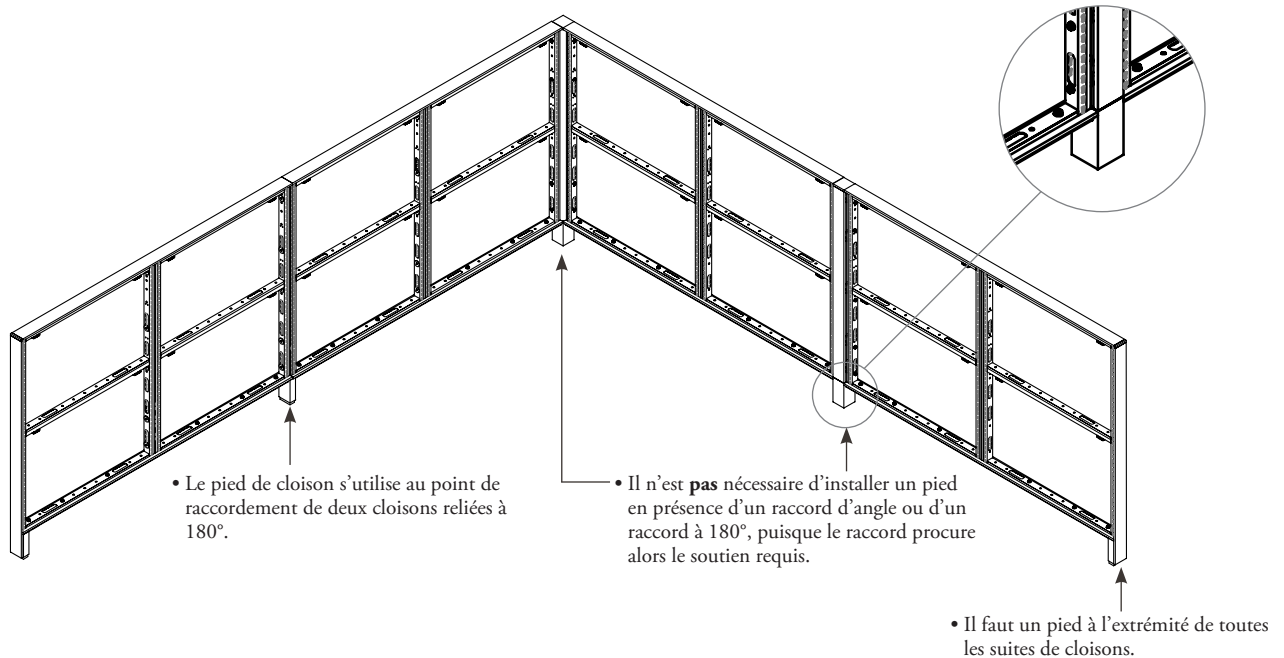 • Le pied de cloison s’utilise au point de
raccordement de deux cloisons reliées à
180°.
• Il n’est pas nécessaire d’installer un pied
en présence d’un raccord d’angle ou d’un
raccord à 180°, puisque le raccord procure
alors le soutien requis.
• Il faut un pied à l’extrémité de toutes
les suites de cloisons.